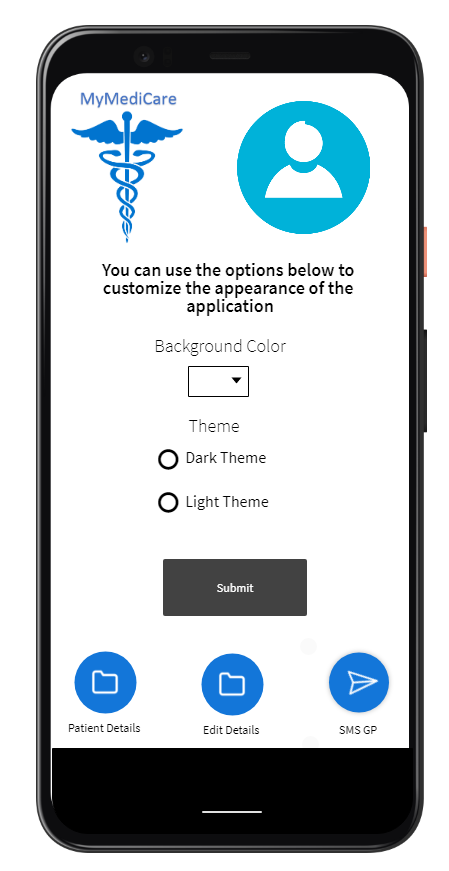 MyMediCare
You can use the options below to
customize the appearance of the
application
Background Color
Theme
Dark Theme
Light Theme
Submit
Patient Details
Edit Details
SMS GP